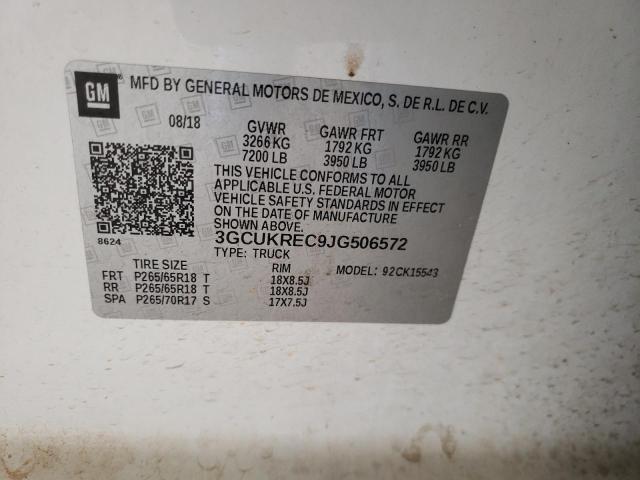 GM MFD BY GENERAL MOTORS DE MEXICO, S. DE R.L. DE C.V.
08/18 GVWR GAWR FRT GAWR RR
3266 KG 1792 KG 1792 KG
7200 LB 3950 LB 3950 LB
THIS VEHICLE CONFORMS TO ALL
APPLICABLE U.S. FEDERAL MOTOR
VEHICLE SAFETY STANDARDS IN EFFECT
ON THE DATE OF MANUFACTURE
SHOWN ABOVE.
8624 3GCUKREC9JG506572
TYPE: TRUCK
TIRE SIZE RIM MODEL: 92CK15543
FRT P265/65R18 T 18X8.5J
RR P265/65R18 T 18X8.5J
SPA P265/70R17 S 17X7.5J